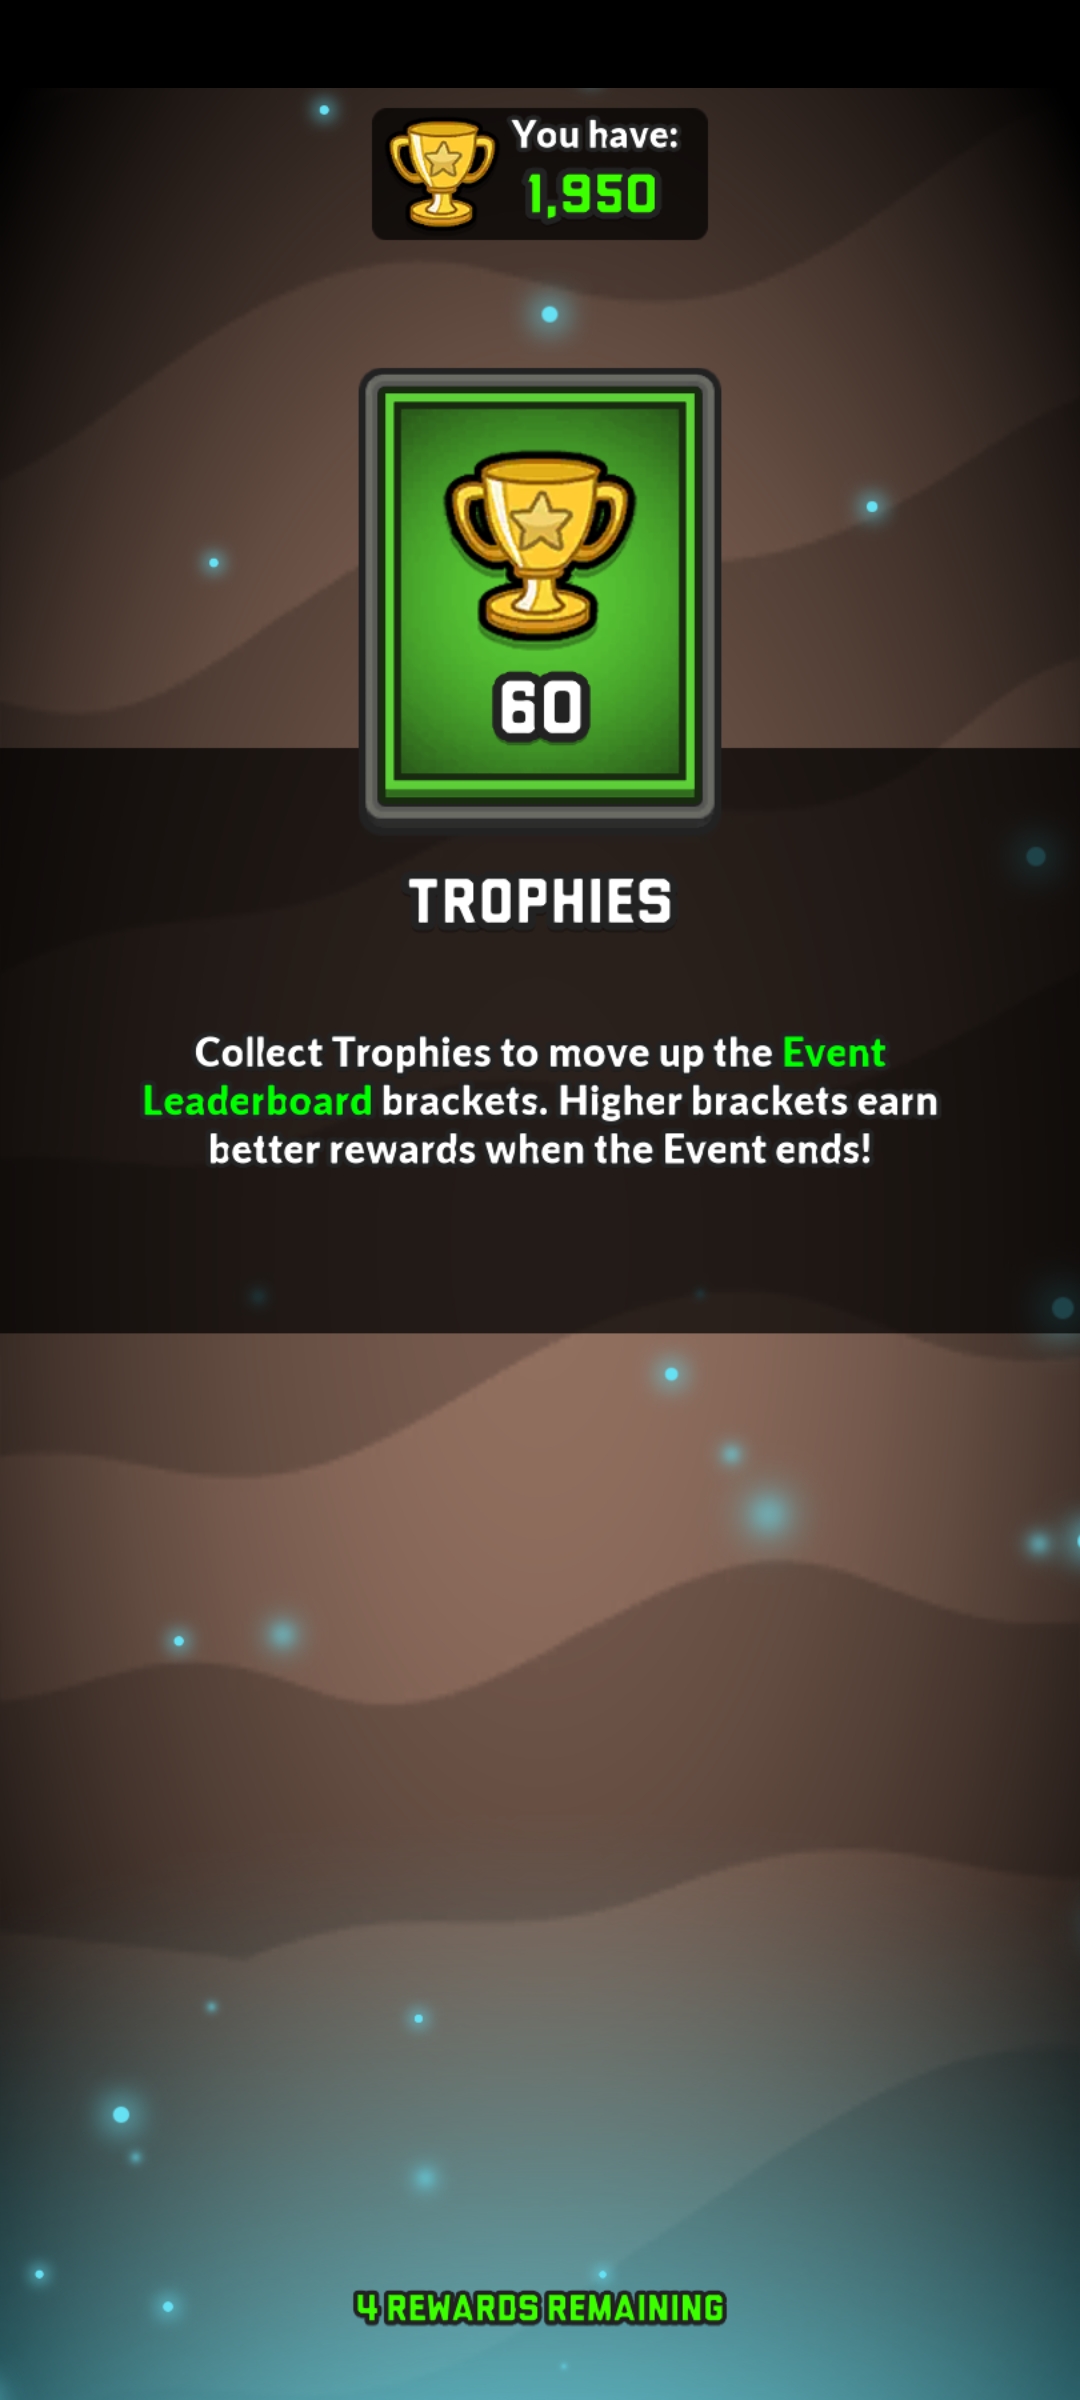 You have:
1,950
60
TROPHIES
Collect Trophies to move up the Event
Leaderboard brackets. Higher brackets earn
better rewards when the Event ends!
4 REWARDS REMAINING